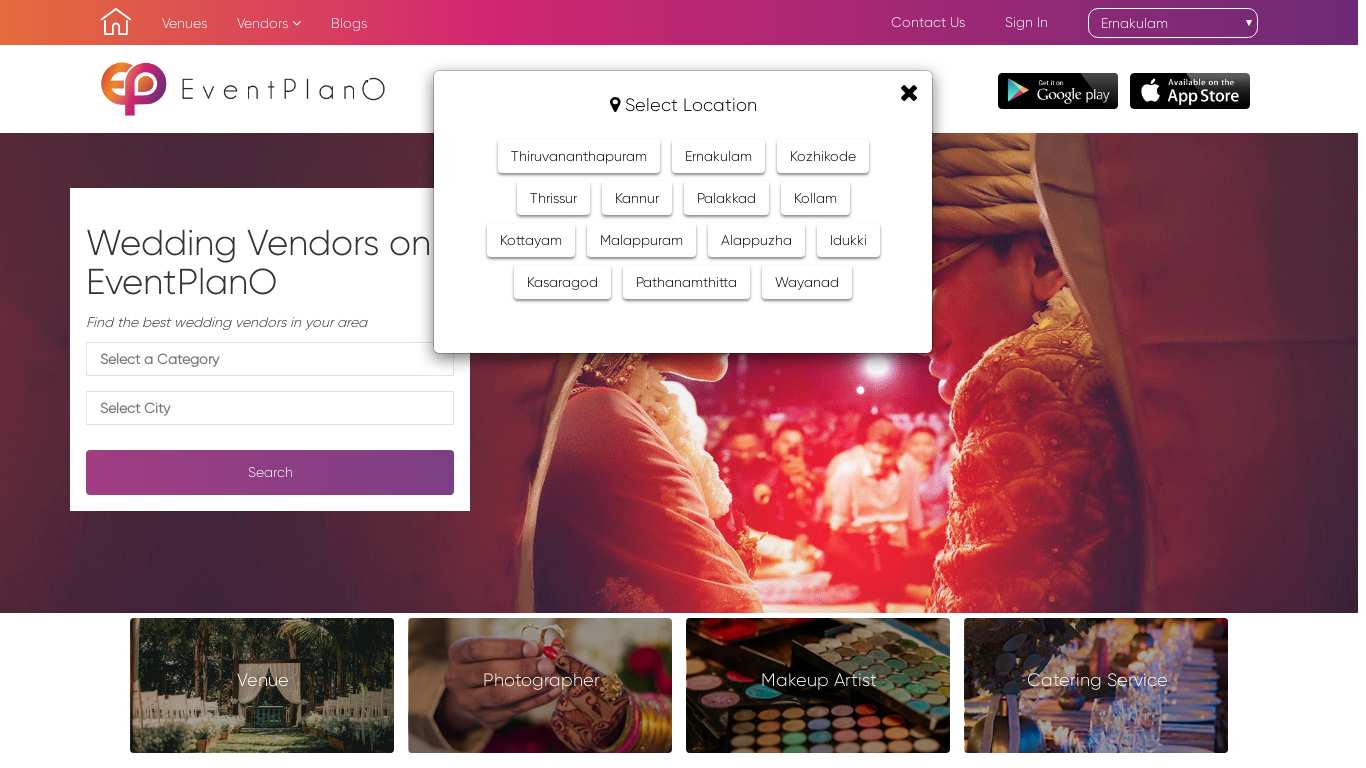 Venues Vendors Blogs Contact Us Sign In Ernakulam
EventPlanO
Get it on
Google play
Available on the
App Store
Select Location
Thiruvananthapuram Ernakulam Kozhikode
Thrissur Kannur Palakkad Kollam
Kottayam Malappuram Alappuzha Idukki
Kasaragod Pathanamthitta Wayanad
Wedding Vendors on
EventPlanO
Find the best wedding vendors in your area
Select a Category
Select City
Search
Venue Photographer Makeup Artist Catering Service